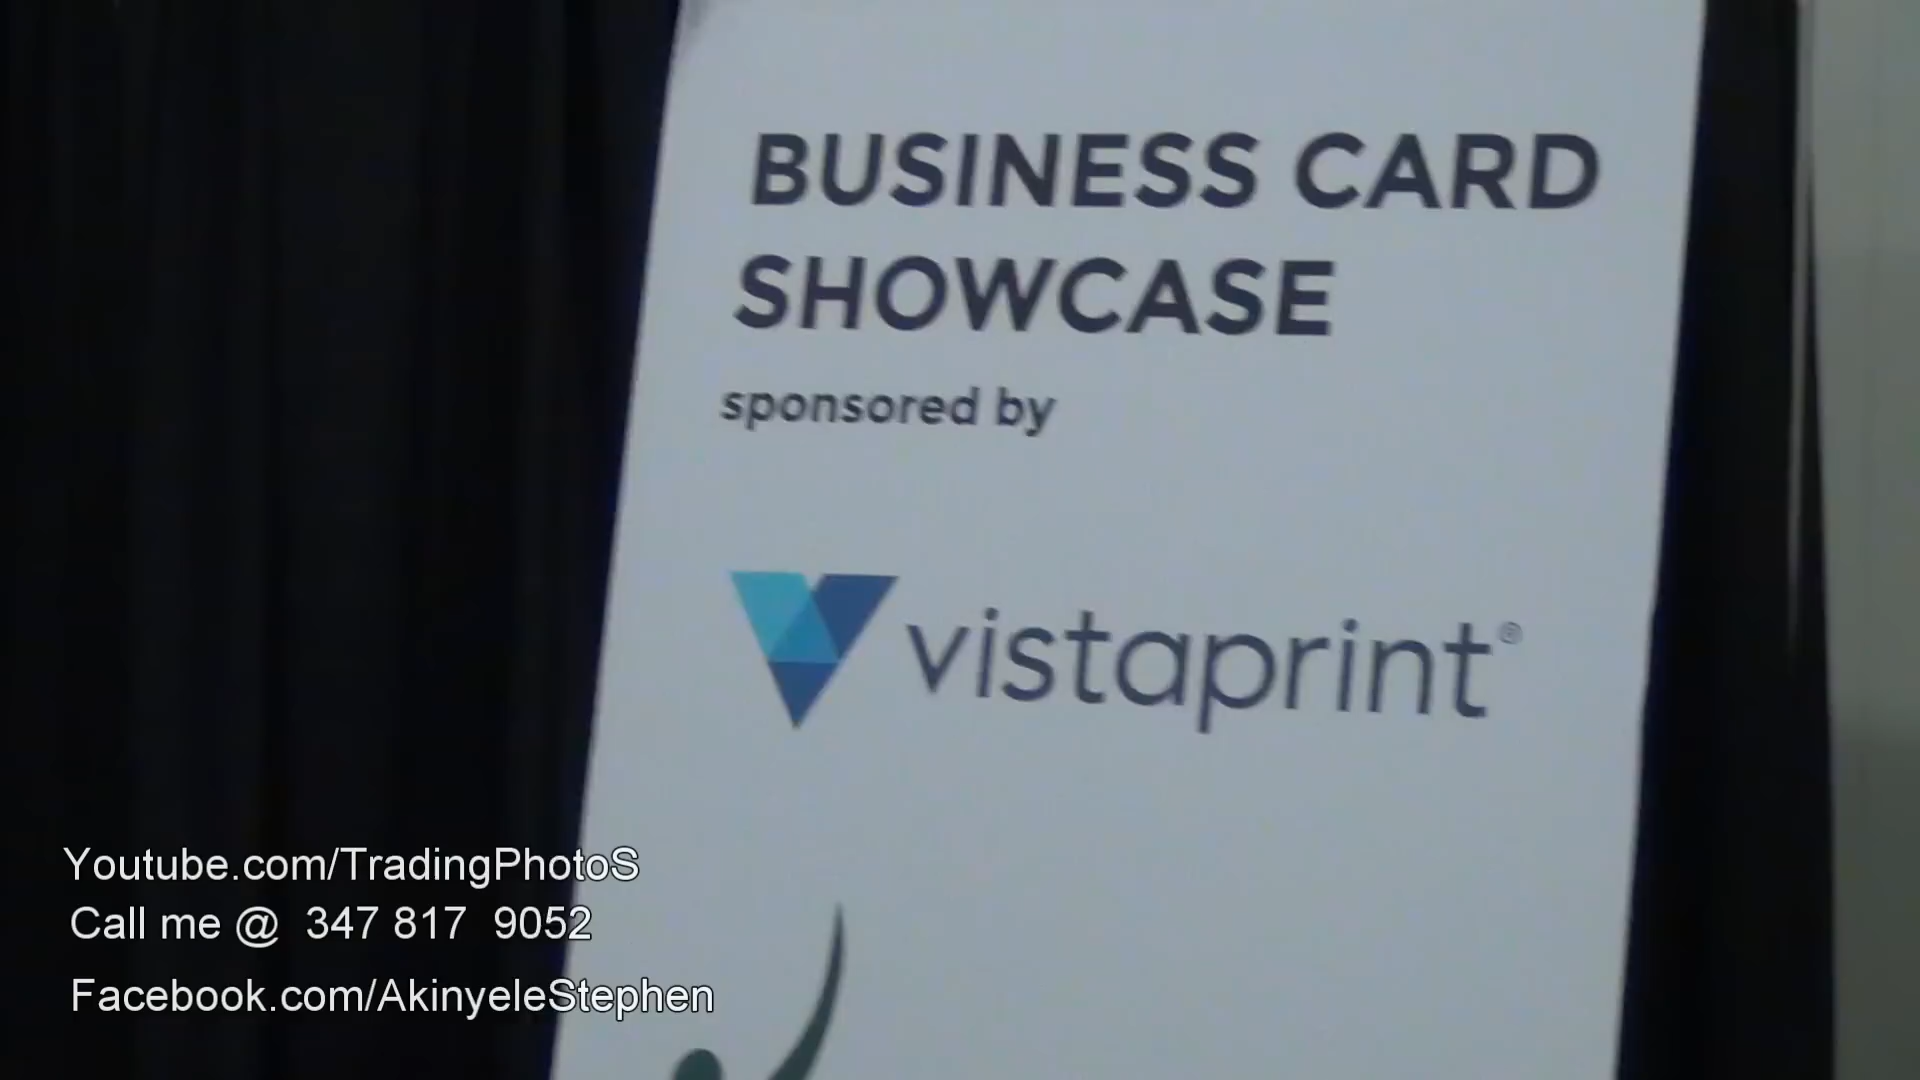 BUSINESS CARD
SHOWCASE
sponsored by
vistaprint®
Youtube.com/TradingPhotoS
Call me @ 347 817 9052
Facebook.com/AkinyeleStephen